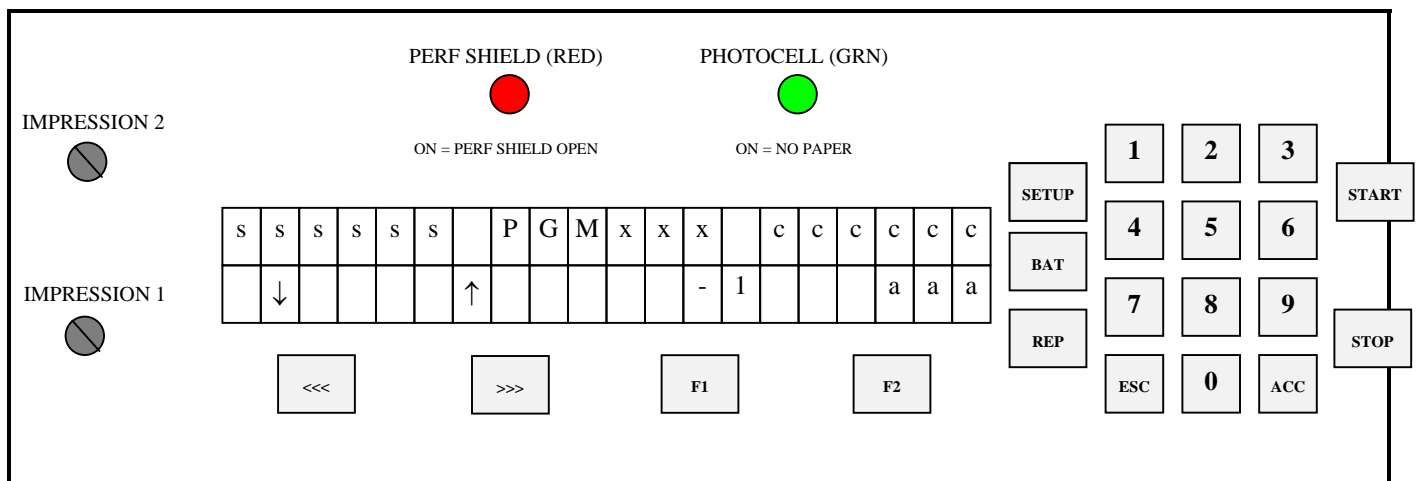 PERF SHIELD (RED)
PHOTOCELL (GRN)
IMPRESSION 2
ON = PERF SHIELD OPEN
ON = NO PAPER
1 2 3
SETUP
START
s s s s s s P G M x x x c c c c c c
4 5 6
BAT
IMPRESSION 1
↓ ↑ - 1 a a a
7 8 9
REP
STOP
<<< >>> F1 F2
ESC 0 ACC